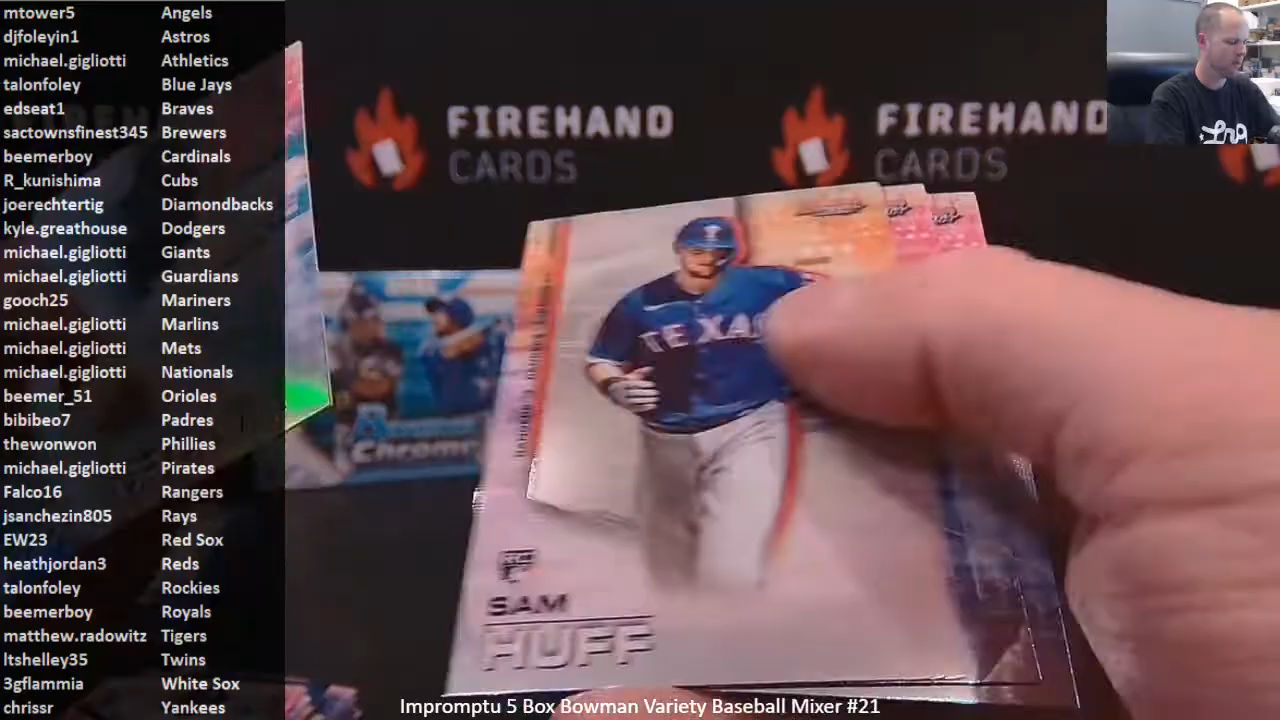 mtower5 Angels
djfoleyin1 Astros
michael.gigliotti Athletics
talonfoley Blue Jays
edseat1 Braves
sactownsfinest345 Brewers
beemerboy Cardinals
R_kunishima Cubs
joerechtertig Diamondbacks
kyle.greathouse Dodgers
michael.gigliotti Giants
michael.gigliotti Guardians
gooch25 Mariners
michael.gigliotti Marlins
michael.gigliotti Mets
michael.gigliotti Nationals
beemer_51 Orioles
bibibeo7 Padres
thewonwon Phillies
michael.gigliotti Pirates
Falco16 Rangers
jsanchezin805 Rays
EW23 Red Sox
heathjordan3 Reds
talonfoley Rockies
beemerboy Royals
matthew.radowitz Tigers
ltshelley35 Twins
3gflammia White Sox
chrissr Yankees
FIREHAND
CARDS
FIREHAND
CARDS
TEXAS
Chrome
SAM
HUFF
Impromptu 5 Box Bowman Variety Baseball Mixer #21